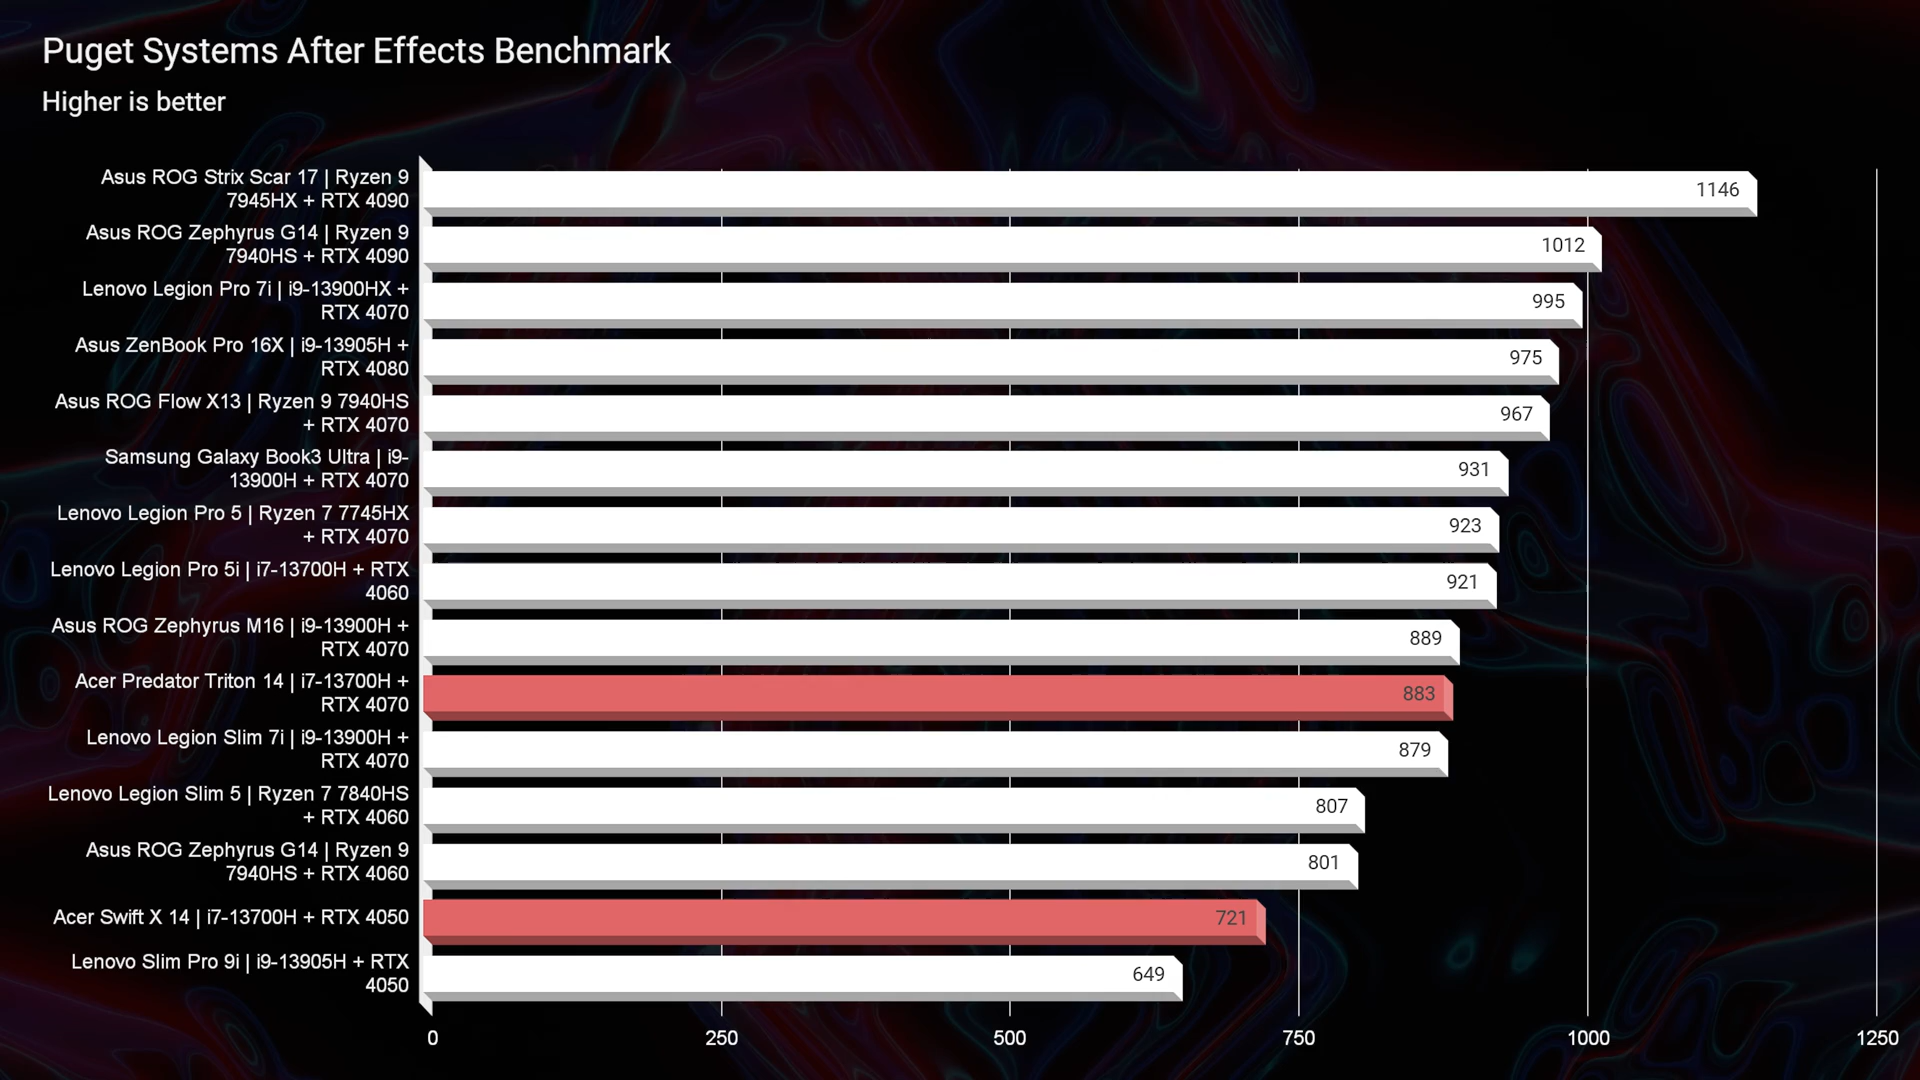 Puget Systems After Effects Benchmark
Higher is better
Asus ROG Strix Scar 17 | Ryzen 9
7945HX + RTX 4090
1146
Asus ROG Zephyrus G14 | Ryzen 9
7940HS + RTX 4090
1012
Lenovo Legion Pro 7i | i9-13900HX +
RTX 4070
995
Asus ZenBook Pro 16X | i9-13905H +
RTX 4080
975
Asus ROG Flow X13 | Ryzen 9 7940HS
+ RTX 4070
967
Samsung Galaxy Book3 Ultra | i9-
13900H + RTX 4070
931
Lenovo Legion Pro 5 | Ryzen 7 7745HX
+ RTX 4070
923
Lenovo Legion Pro 5i | i7-13700H + RTX
4060
921
Asus ROG Zephyrus M16 | i9-13900H +
RTX 4070
889
Acer Predator Triton 14 | i7-13700H +
RTX 4070
883
Lenovo Legion Slim 7i | i9-13900H +
RTX 4070
879
Lenovo Legion Slim 5 | Ryzen 7 7840HS
+ RTX 4060
807
Asus ROG Zephyrus G14 | Ryzen 9
7940HS + RTX 4060
801
Acer Swift X 14 | i7-13700H + RTX 4050
721
Lenovo Slim Pro 9i | i9-13905H + RTX
4050
649
0 250 500 750 1000 1250